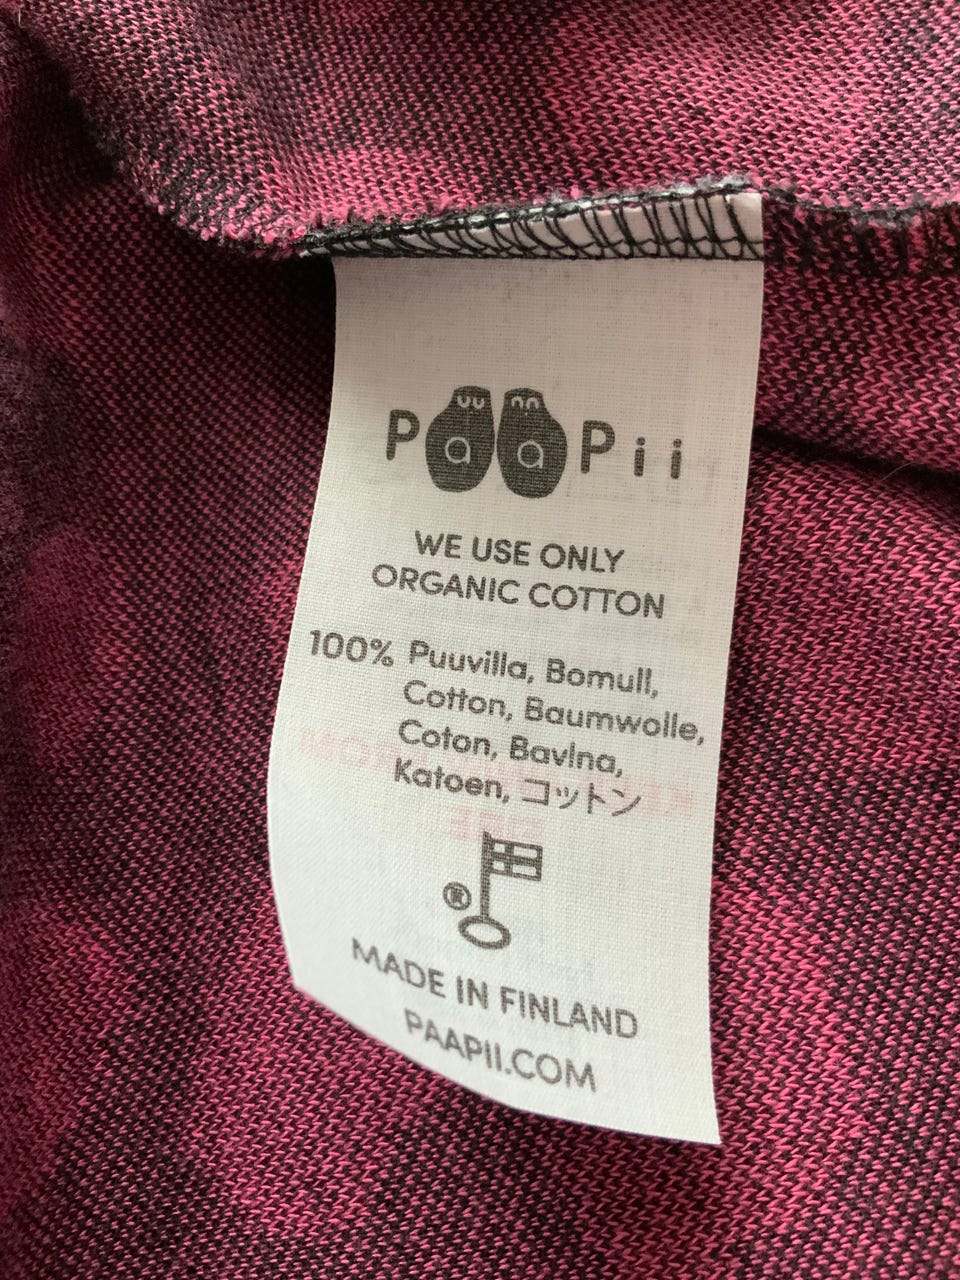 Paapii
WE USE ONLY
ORGANIC COTTON
100% Puuvilla, Bomull,
Cotton, Baumwolle,
Coton, Bavlna,
Katoen, コットン
®
MADE IN FINLAND
PAAPII.COM